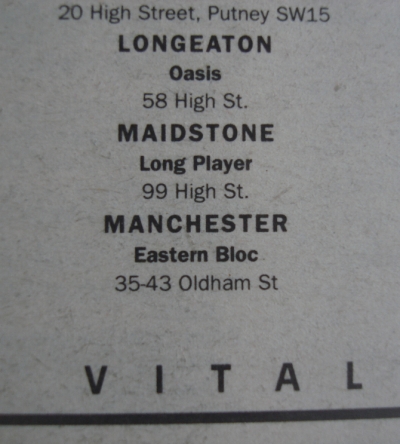 20 High Street, Putney SW15
LONGEATON
Oasis
58 High St.
MAIDSTONE
Long Player
99 High St.
MANCHESTER
Eastern Bloc
35-43 Oldham St
VITAL